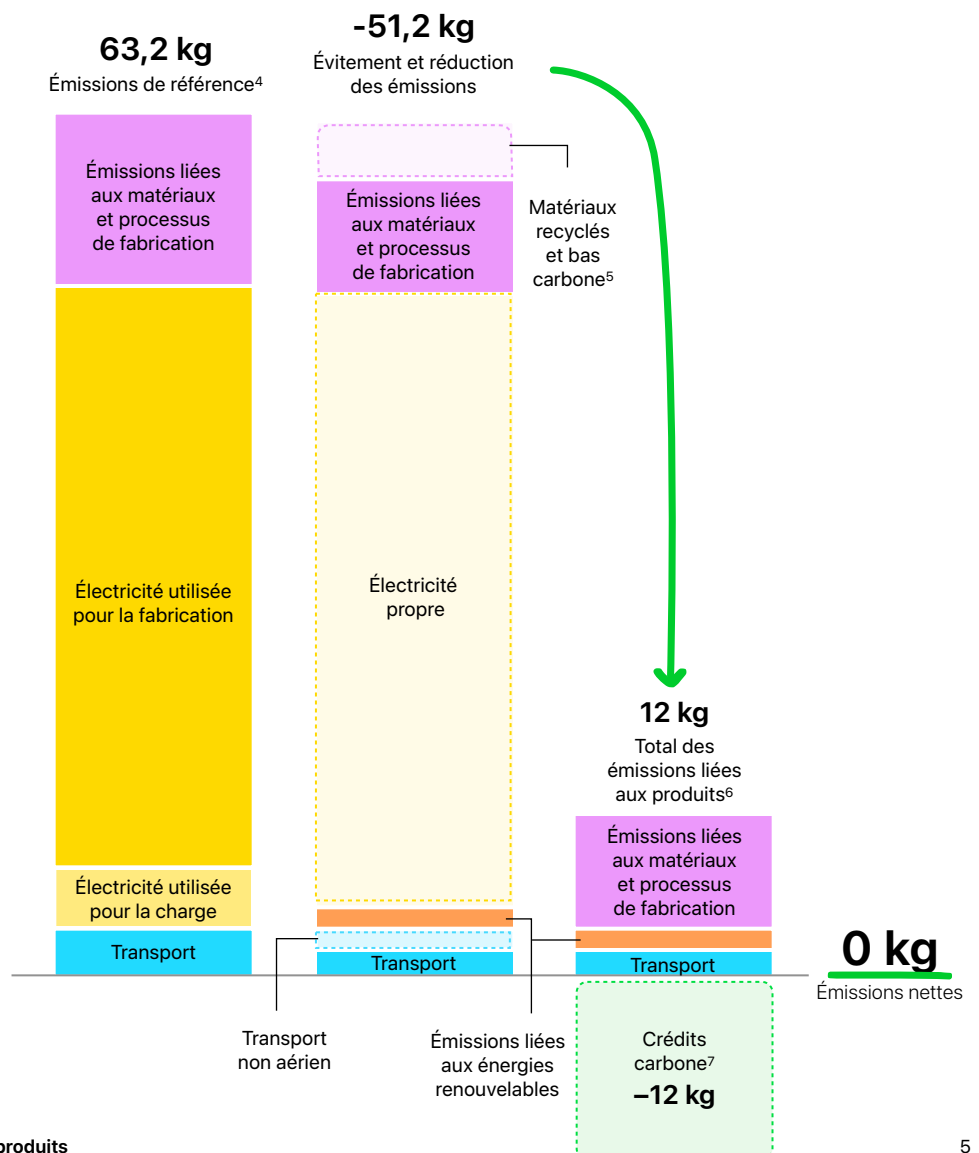 63,2 kg
Émissions de référence⁴
Émissions liées
aux matériaux
et processus
de fabrication
Électricité utilisée
pour la fabrication
Électricité utilisée
pour la charge
Transport
-51,2 kg
Évitement et réduction
des émissions
Matériaux
recyclés
et bas
carbone⁵
Émissions liées
aux matériaux
et processus
de fabrication
Électricité
propre
Transport
Transport
non aérien
Émissions liées
aux énergies
renouvelables
12 kg
Total des
émissions liées
aux produits⁶
Émissions liées
aux matériaux
et processus
de fabrication
Transport
Crédits
carbone⁷
–12 kg
0 kg
Émissions nettes
produits
5